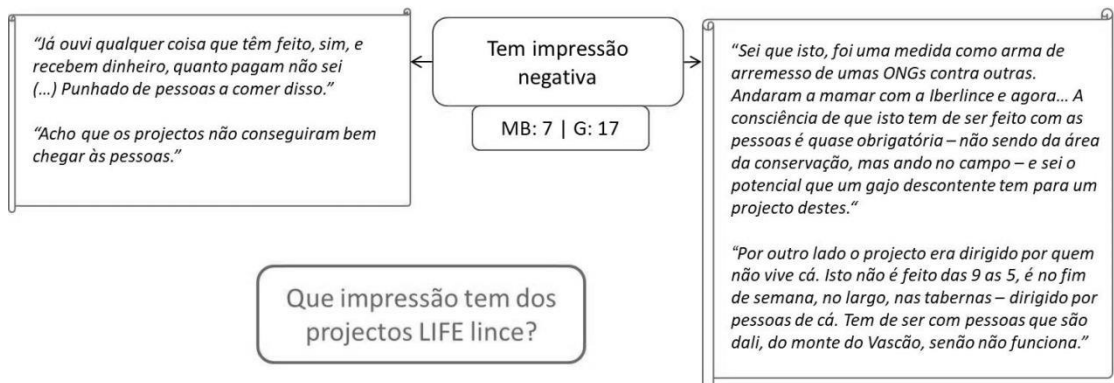 “Já ouvi qualquer coisa que têm feito, sim, e
recebem dinheiro, quanto pagam não sei
(...) Punhado de pessoas a comer disso.”
“Acho que os projectos não conseguiram bem
chegar às pessoas.”
Tem impressão
negativa
MB: 7 | G: 17
“Sei que isto, foi uma medida como arma de
arremesso de umas ONGs contra outras.
Andaram a mamar com a Iberlince e agora... A
consciência de que isto tem de ser feito com as
pessoas é quase obrigatória – não sendo da área
da conservação, mas ando no campo – e sei o
potencial que um gajo descontente tem para um
projecto destes.“
“Por outro lado o projecto era dirigido por quem
não vive cá. Isto não é feito das 9 as 5, é no fim
de semana, no largo, nas tabernas – dirigido por
pessoas de cá. Tem de ser com pessoas que são
dali, do monte do Vascão, senão não funciona.”
Que impressão tem dos
projectos LIFE lince?